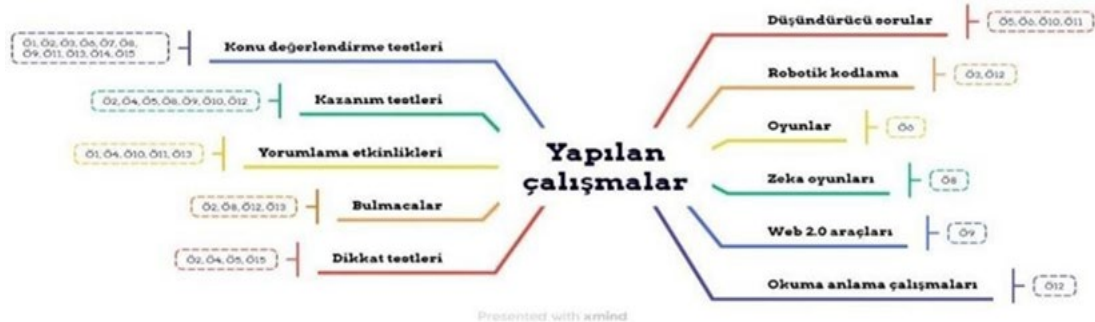 Yapılan
çalışmalar
Konu değerlendirme testleri
Ö1, Ö2, Ö3, Ö6, Ö7, Ö8,
Ö9, Ö11, Ö13, Ö14, Ö15
Kazanım testleri
Ö2, Ö4, Ö5, Ö8, Ö9, Ö10, Ö12
Yorumlama etkinlikleri
Ö1, Ö4, Ö10, Ö11, Ö13
Bulmacalar
Ö2, Ö8, Ö12, Ö13
Dikkat testleri
Ö2, Ö4, Ö5, Ö15
Düşündürücü sorular
Ö5, Ö6, Ö10, Ö11
Robotik kodlama
Ö3, Ö12
Oyunlar
Ö6
Zeka oyunları
Ö8
Web 2.0 araçları
Ö9
Okuma anlama çalışmaları
Ö12
Presented with xmind